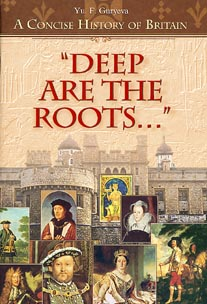 Yu. F. Guryeva
A CONCISE HISTORY OF BRITAIN
“DEEP
ARE THE
ROOTS...”